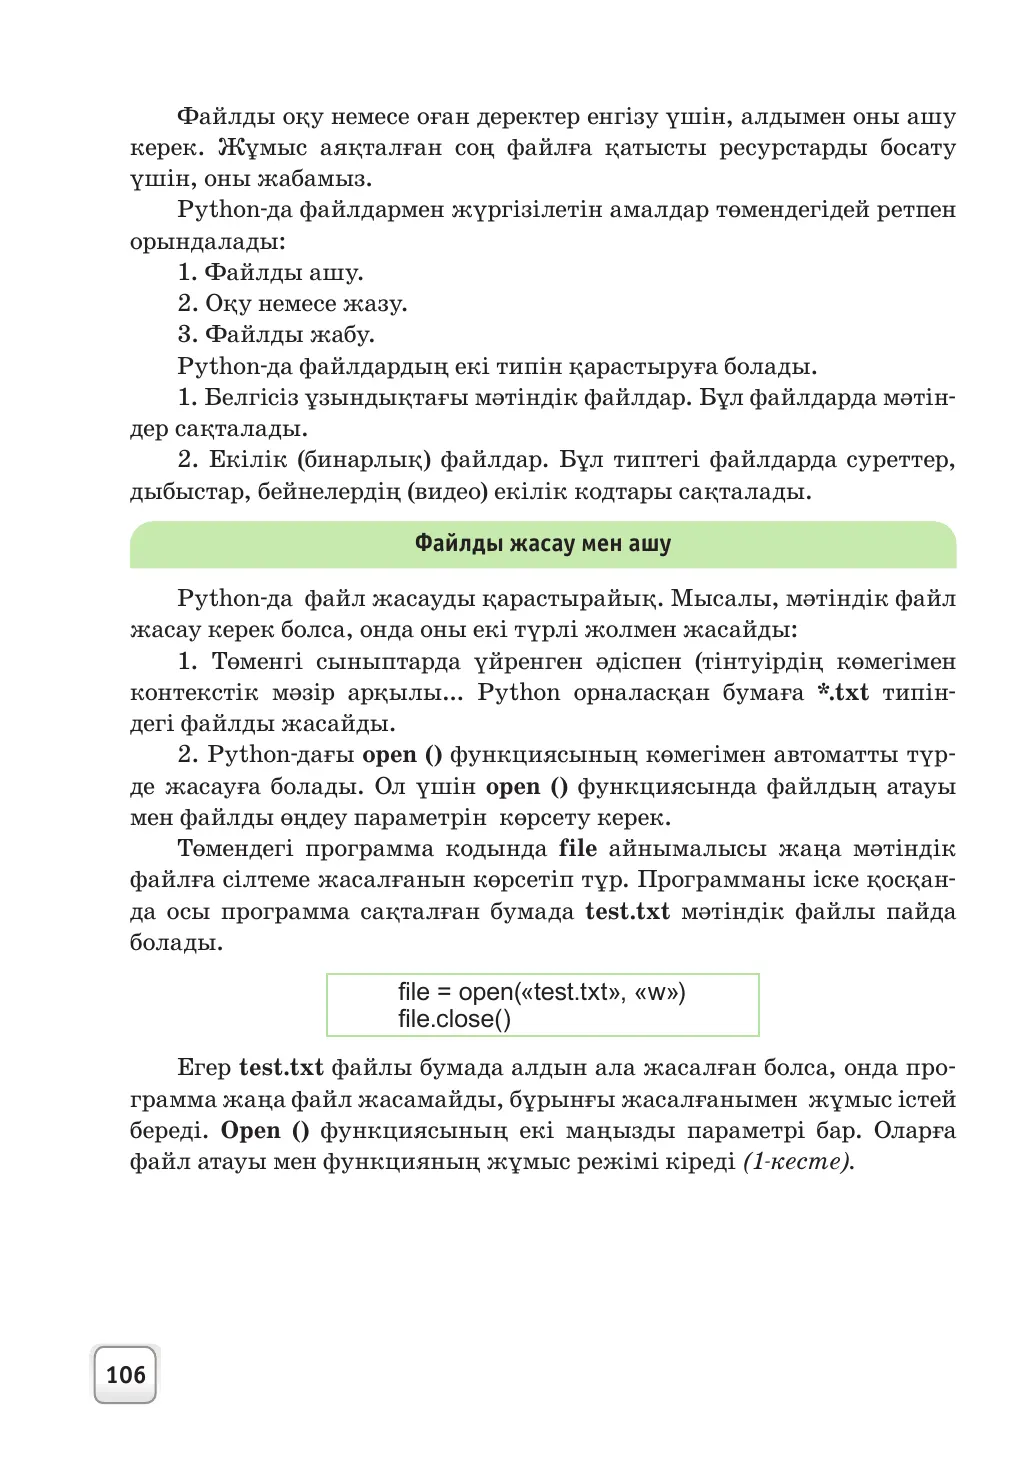 Файлды оқу немесе оған деректер енгізу үшін, алдымен оны ашу
керек. Жұмыс аяқталған соң файлға қатысты ресурстарды босату
үшін, оны жабамыз.
Python-да файлдармен жүргізілетін амалдар төмендегідей ретпен
орындалады:
1. Файлды ашу.
2. Оқу немесе жазу.
3. Файлды жабу.
Python-да файлдардың екі типін қарастыруға болады.
1. Белгісіз ұзындықтағы мәтіндік файлдар. Бұл файлдарда мәтін-
дер сақталады.
2. Екілік (бинарлық) файлдар. Бұл типтегі файлдарда суреттер,
дыбыстар, бейнелердің (видео) екілік кодтары сақталады.
Файлды жасау мен ашу
Python-да файл жасауды қарастырайық. Мысалы, мәтіндік файл
жасау керек болса, онда оны екі түрлі жолмен жасайды:
1. Төменгі сыныптарда үйренген әдіспен (тінтуірдің көмегімен
контекстік мәзір арқылы... Python орналасқан бумаға *.txt типін-
дегі файлды жасайды.
2. Python-дағы open () функциясының көмегімен автоматты түр-
де жасауға болады. Ол үшін open () функциясында файлдың атауы
мен файлды өңдеу параметрін көрсету керек.
Төмендегі программа кодында file айнымалысы жаңа мәтіндік
файлға сілтеме жасалғанын көрсетіп тұр. Программаны іске қосқан-
да осы программа сақталған бумада test.txt мәтіндік файлы пайда
болады.
file = open(«test.txt», «w»)
file.close()
Егер test.txt файлы бумада алдын ала жасалған болса, онда про-
грамма жаңа файл жасамайды, бұрынғы жасалғанымен жұмыс істей
береді. Open () функциясының екі маңызды параметрі бар. Оларға
файл атауы мен функцияның жұмыс режімі кіреді (1-кесте).
106